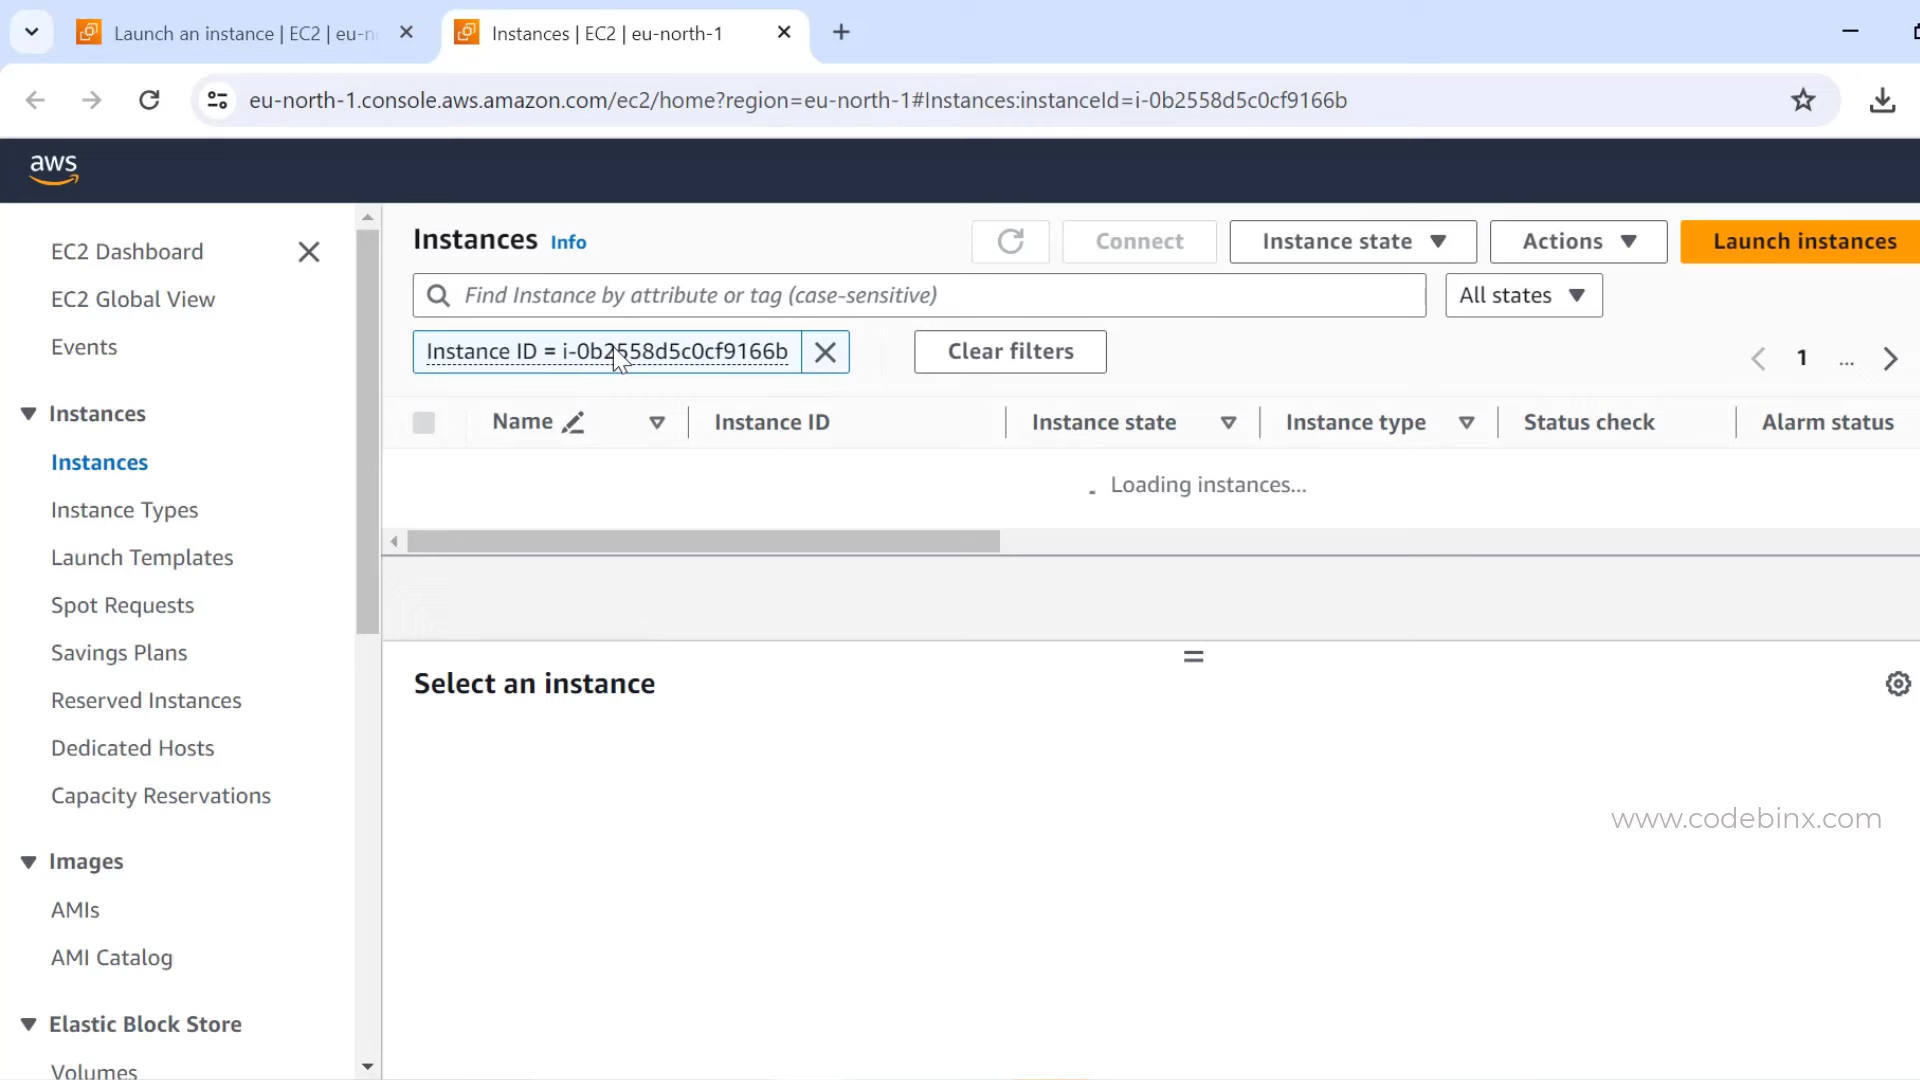 Launch an instance | EC2 | eu-n
Instances | EC2 | eu-north-1
eu-north-1.console.aws.amazon.com/ec2/home?region=eu-north-1#Instances:instanceId=i-0b2558d5c0cf9166b
aws
EC2 Dashboard
EC2 Global View
Events
Instances
Instances
Instance Types
Launch Templates
Spot Requests
Savings Plans
Reserved Instances
Dedicated Hosts
Capacity Reservations
Images
AMIs
AMI Catalog
Elastic Block Store
Volumes
Instances Info
Connect
Instance state
Actions
Launch instances
Find Instance by attribute or tag (case-sensitive)
All states
Instance ID = i-0b2558d5c0cf9166b
Clear filters
1 ...
Name Instance ID Instance state Instance type Status check Alarm status
Loading instances...
Select an instance
www.codebinx.com